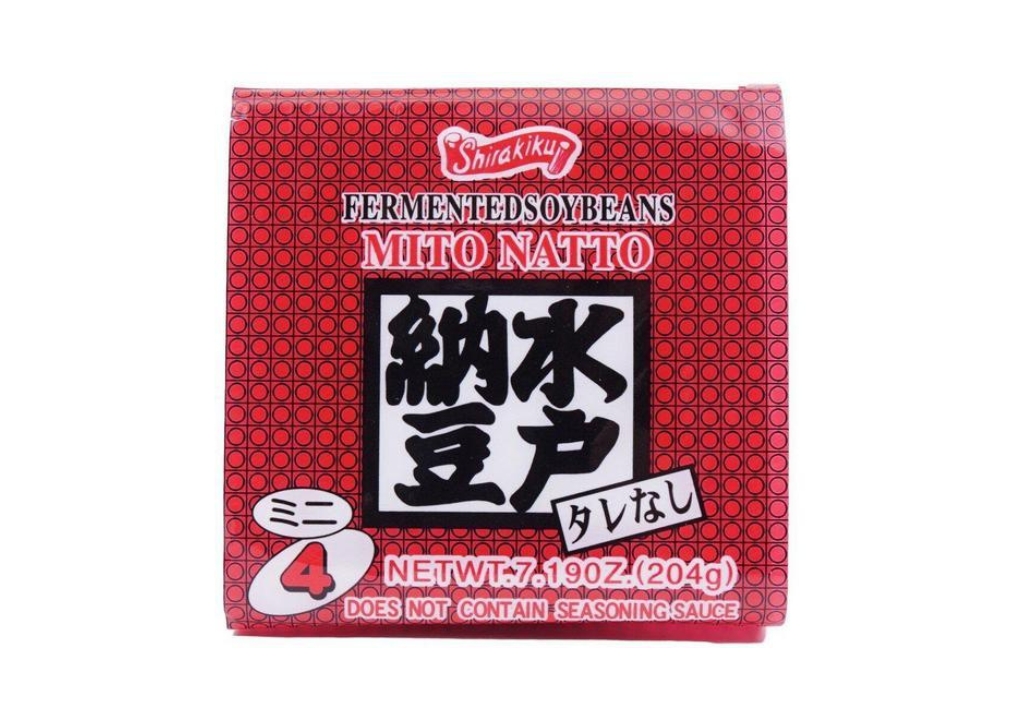 Shirakiku
FERMENTEDSOYBEANS
MITO NATTO
水戸
納豆
タレなし
ミニ
4
NETWT.7.19OZ.(204g)
DOES NOT CONTAIN SEASONING SAUCE